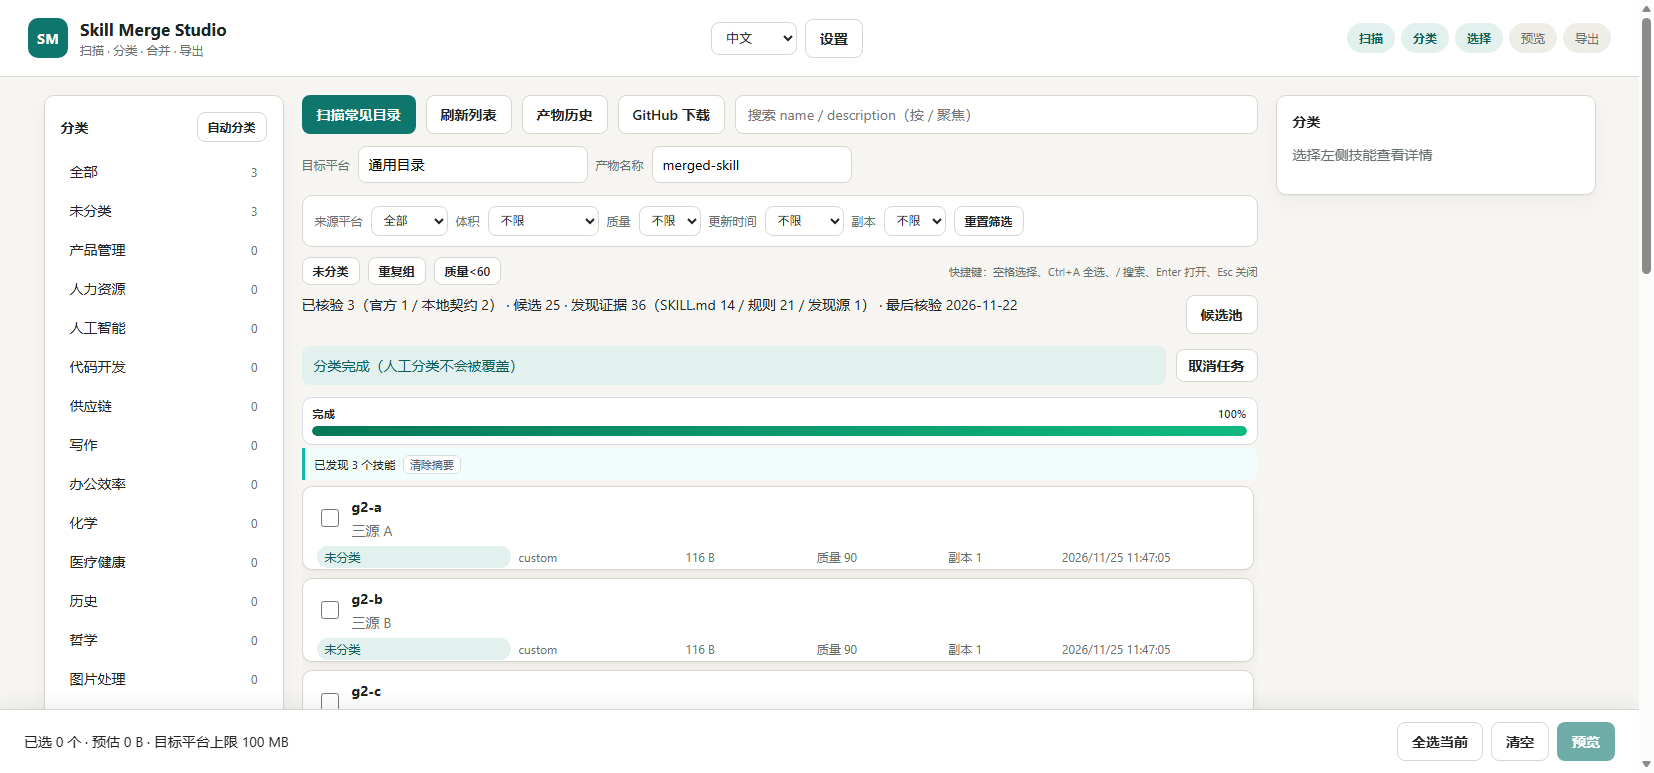 SM
Skill Merge Studio
扫描 · 分类 · 合并 · 导出
中文
设置
扫描
分类
选择
预览
导出
分类
自动分类
全部 3
未分类 3
产品管理 0
人力资源 0
人工智能 0
代码开发 0
供应链 0
写作 0
办公效率 0
化学 0
医疗健康 0
历史 0
哲学 0
图片处理 0
扫描常见目录
刷新列表
产物历史
GitHub 下载
搜索 name / description（按 / 聚焦）
目标平台 通用目录 产物名称 merged-skill
来源平台 全部 体积 不限 质量 不限 更新时间 不限 副本 不限 重置筛选
未分类 重复组 质量<60
快捷键：空格选择、Ctrl+A 全选、/ 搜索、Enter 打开、Esc 关闭
已核验 3（官方 1 / 本地契约 2） · 候选 25 · 发现证据 36（SKILL.md 14 / 规则 21 / 发现源 1） · 最后核验 2026-11-22
候选池
分类完成（人工分类不会被覆盖）
取消任务
完成 100%
已发现 3 个技能 清除摘要
g2-a
三源 A
未分类 custom 116 B 质量 90 副本 1 2026/11/25 11:47:05
g2-b
三源 B
未分类 custom 116 B 质量 90 副本 1 2026/11/25 11:47:05
g2-c
分类
选择左侧技能查看详情
已选 0 个 · 预估 0 B · 目标平台上限 100 MB
全选当前
清空
预览